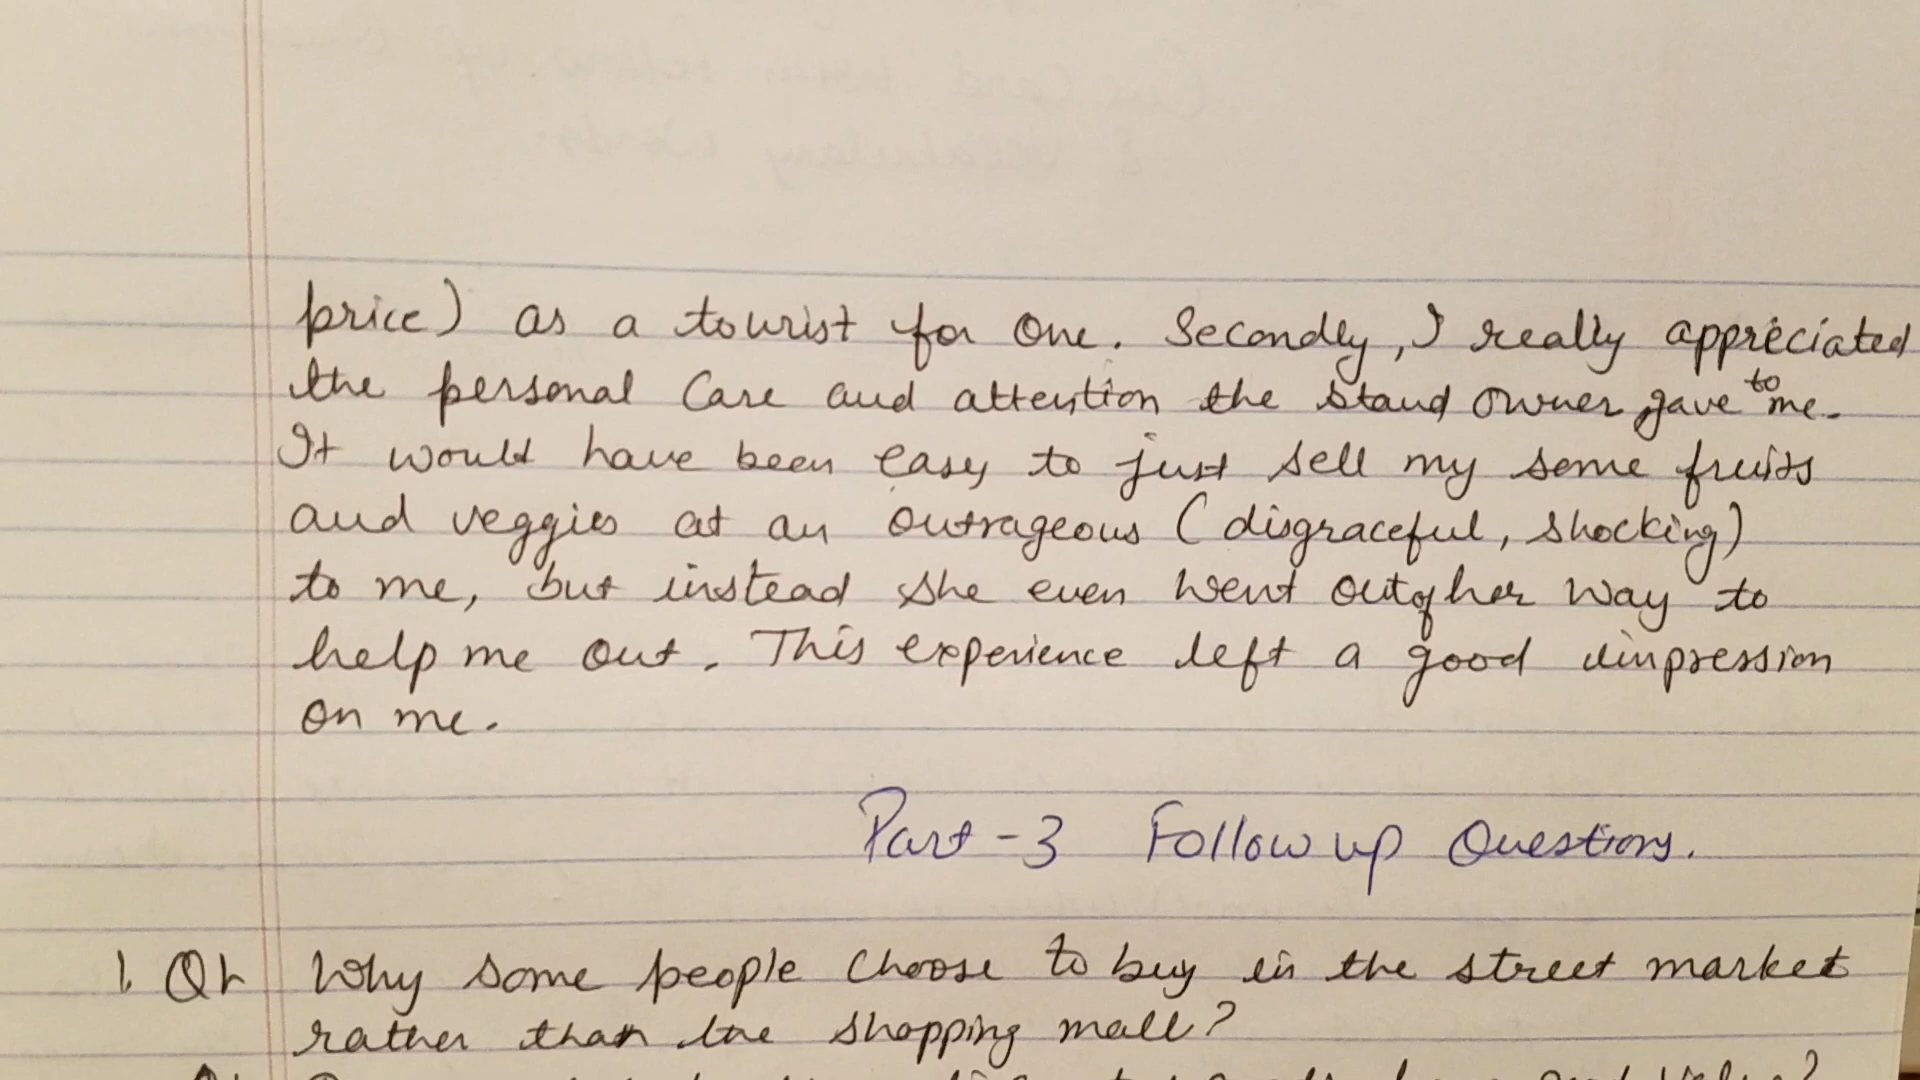 price) as a tourist for one. Secondly, I really appreciated
the personal care and attention the stand owner gave to me.
It would have been easy to just sell my some fruits
and veggies at an outrageous (disgraceful, shocking)
to me, but instead she even went out of her way to
help me out. This experience left a good impression
on me.
Part-3 Follow up Questions.
1. Q1 Why some people choose to buy in the street market
rather than the shopping mall?